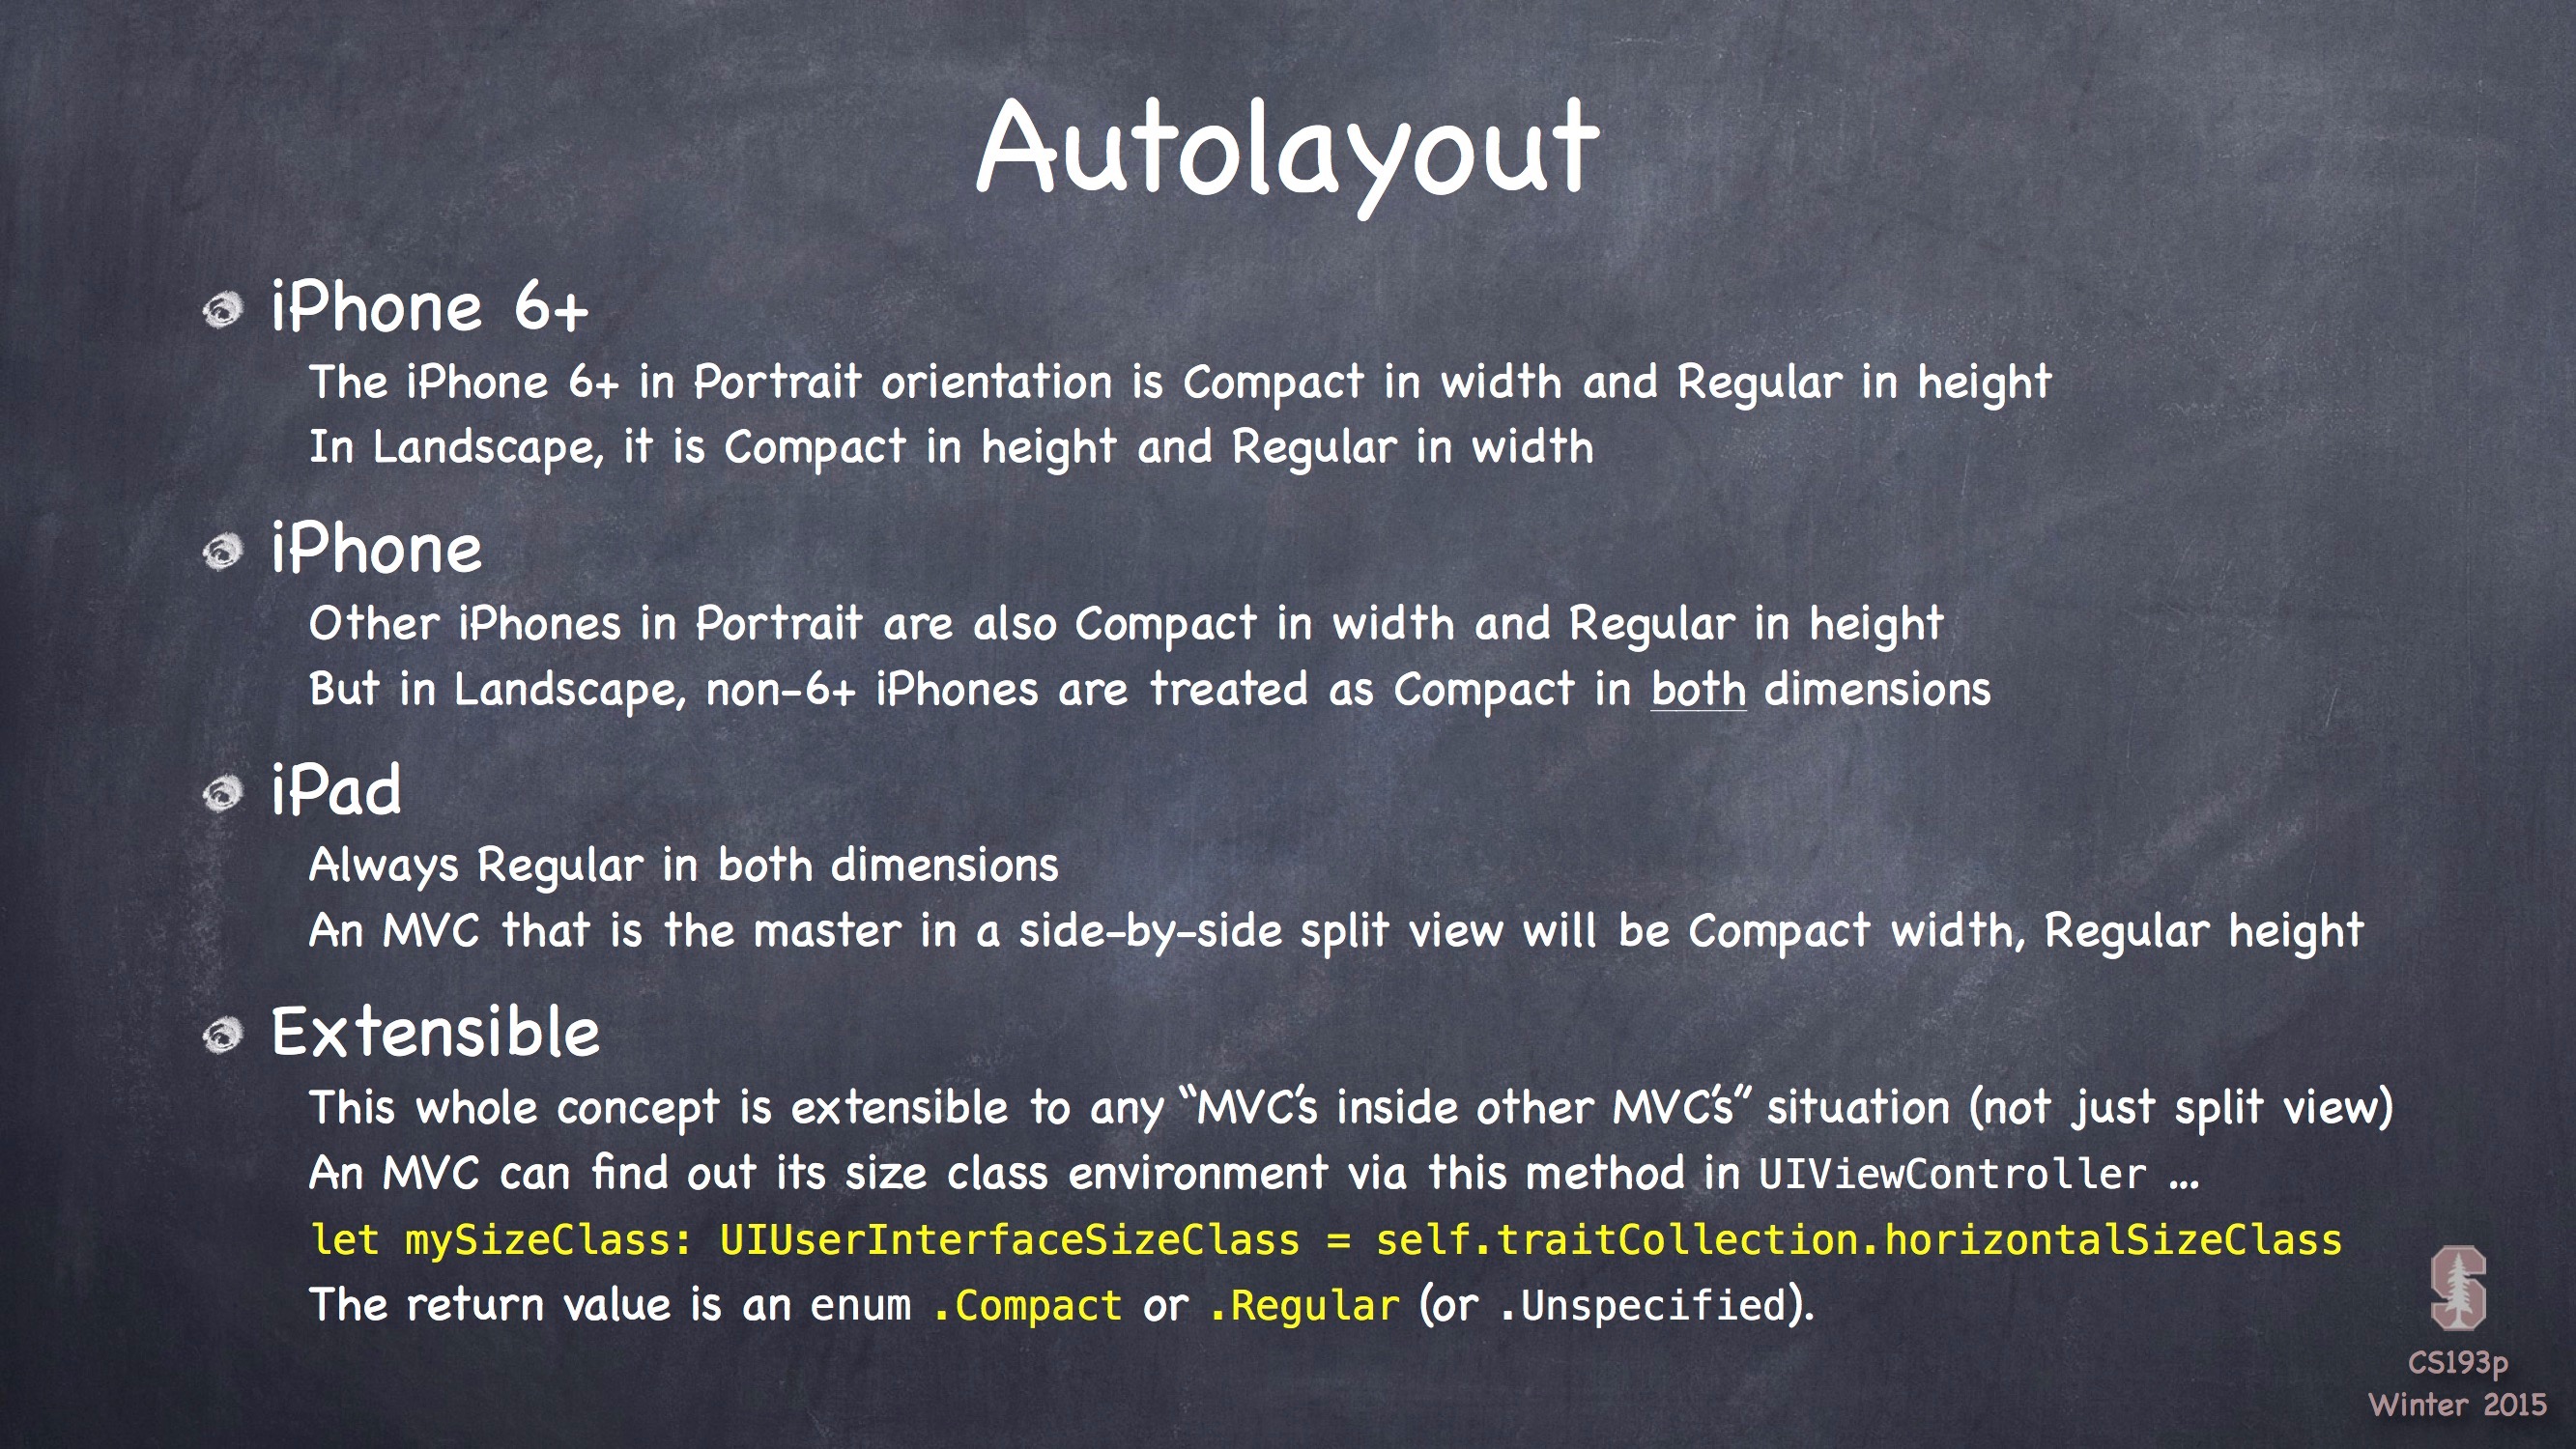 Autolayout
iPhone 6+
The iPhone 6+ in Portrait orientation is Compact in width and Regular in height
In Landscape, it is Compact in height and Regular in width
iPhone
Other iPhones in Portrait are also Compact in width and Regular in height
But in Landscape, non-6+ iPhones are treated as Compact in both dimensions
iPad
Always Regular in both dimensions
An MVC that is the master in a side-by-side split view will be Compact width, Regular height
Extensible
This whole concept is extensible to any “MVC’s inside other MVC’s” situation (not just split view)
An MVC can find out its size class environment via this method in UIViewController …
let mySizeClass: UIUserInterfaceSizeClass = self.traitCollection.horizontalSizeClass
The return value is an enum .Compact or .Regular (or .Unspecified).
S
CS193p
Winter 2015